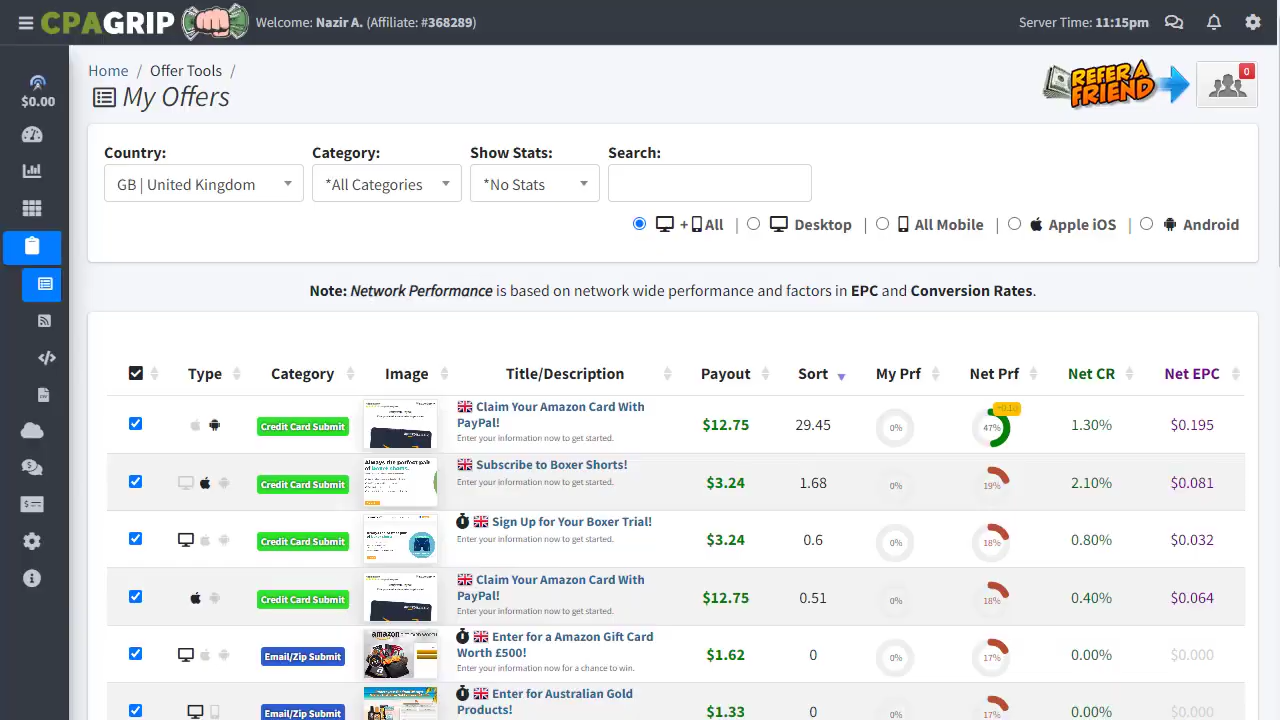 CPAGRIP Welcome: Nazir A. (Affiliate: #368289) Server Time: 11:15pm
$0.00
Home / Offer Tools /
My Offers
REFER A FRIEND
0
Country: Category: Show Stats: Search:
GB | United Kingdom *All Categories *No Stats
+ All | Desktop | All Mobile | Apple iOS | Android
Note: Network Performance is based on network wide performance and factors in EPC and Conversion Rates.
Type Category Image Title/Description Payout Sort My Prf Net Prf Net CR Net EPC
Credit Card Submit Claim Your Amazon Card With PayPal! $12.75 29.45 0% 47% 1.30% $0.195
Enter your information now to get started.
Credit Card Submit Subscribe to Boxer Shorts! $3.24 1.68 0% 19% 2.10% $0.081
Enter your information now to get started.
Credit Card Submit Sign Up for Your Boxer Trial! $3.24 0.6 0% 18% 0.80% $0.032
Enter your information now to get started.
Credit Card Submit Claim Your Amazon Card With PayPal! $12.75 0.51 0% 18% 0.40% $0.064
Enter your information now to get started.
Email/Zip Submit amazon Enter for a Amazon Gift Card Worth £500! $1.62 0 0% 17% 0.00% $0.000
Enter your information now for a chance to win.
Email/Zip Submit Enter for Australian Gold Products! $1.33 0 0% 17% 0.00% $0.000